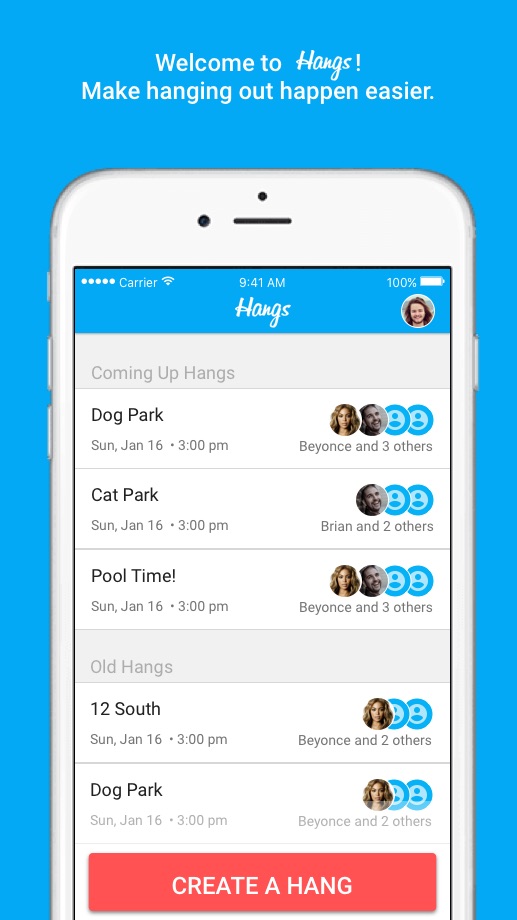 Welcome to Hangs!
Make hanging out happen easier.
Carrier 9:41 AM 100%
Hangs
Coming Up Hangs
Dog Park
Sun, Jan 16 • 3:00 pm Beyonce and 3 others
Cat Park
Sun, Jan 16 • 3:00 pm Brian and 2 others
Pool Time!
Sun, Jan 16 • 3:00 pm Beyonce and 3 others
Old Hangs
12 South
Sun, Jan 16 • 3:00 pm Beyonce and 2 others
Dog Park
Sun, Jan 16 • 3:00 pm Beyonce and 2 others
CREATE A HANG